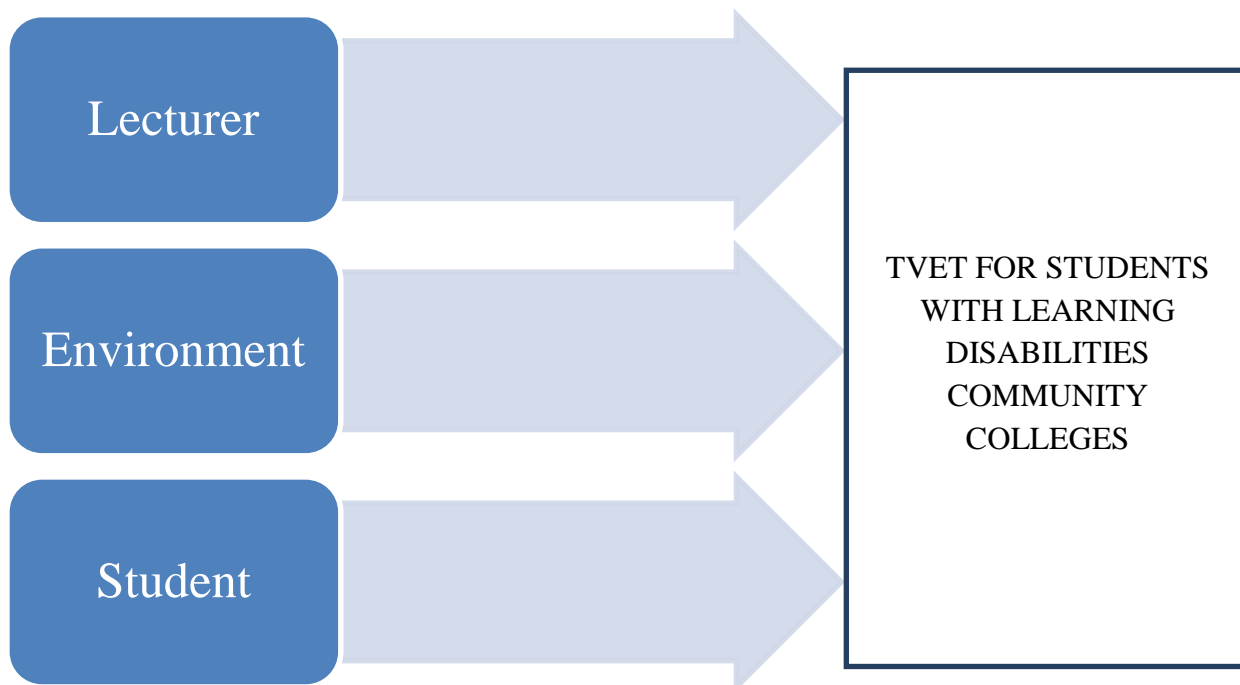 Lecturer
Environment
Student
TVET FOR STUDENTS
WITH LEARNING
DISABILITIES
COMMUNITY
COLLEGES